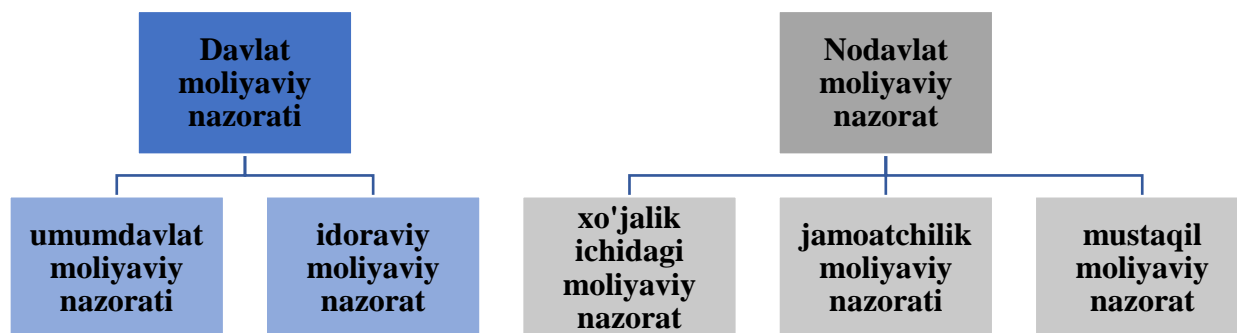 Davlat
moliyaviy
nazorati
Nodavlat
moliyaviy
nazorat
umumdavlat
moliyaviy
nazorati
idoraviy
moliyaviy
nazorat
xo'jalik
ichidagi
moliyaviy
nazorat
jamoatchilik
moliyaviy
nazorati
mustaqil
moliyaviy
nazorat